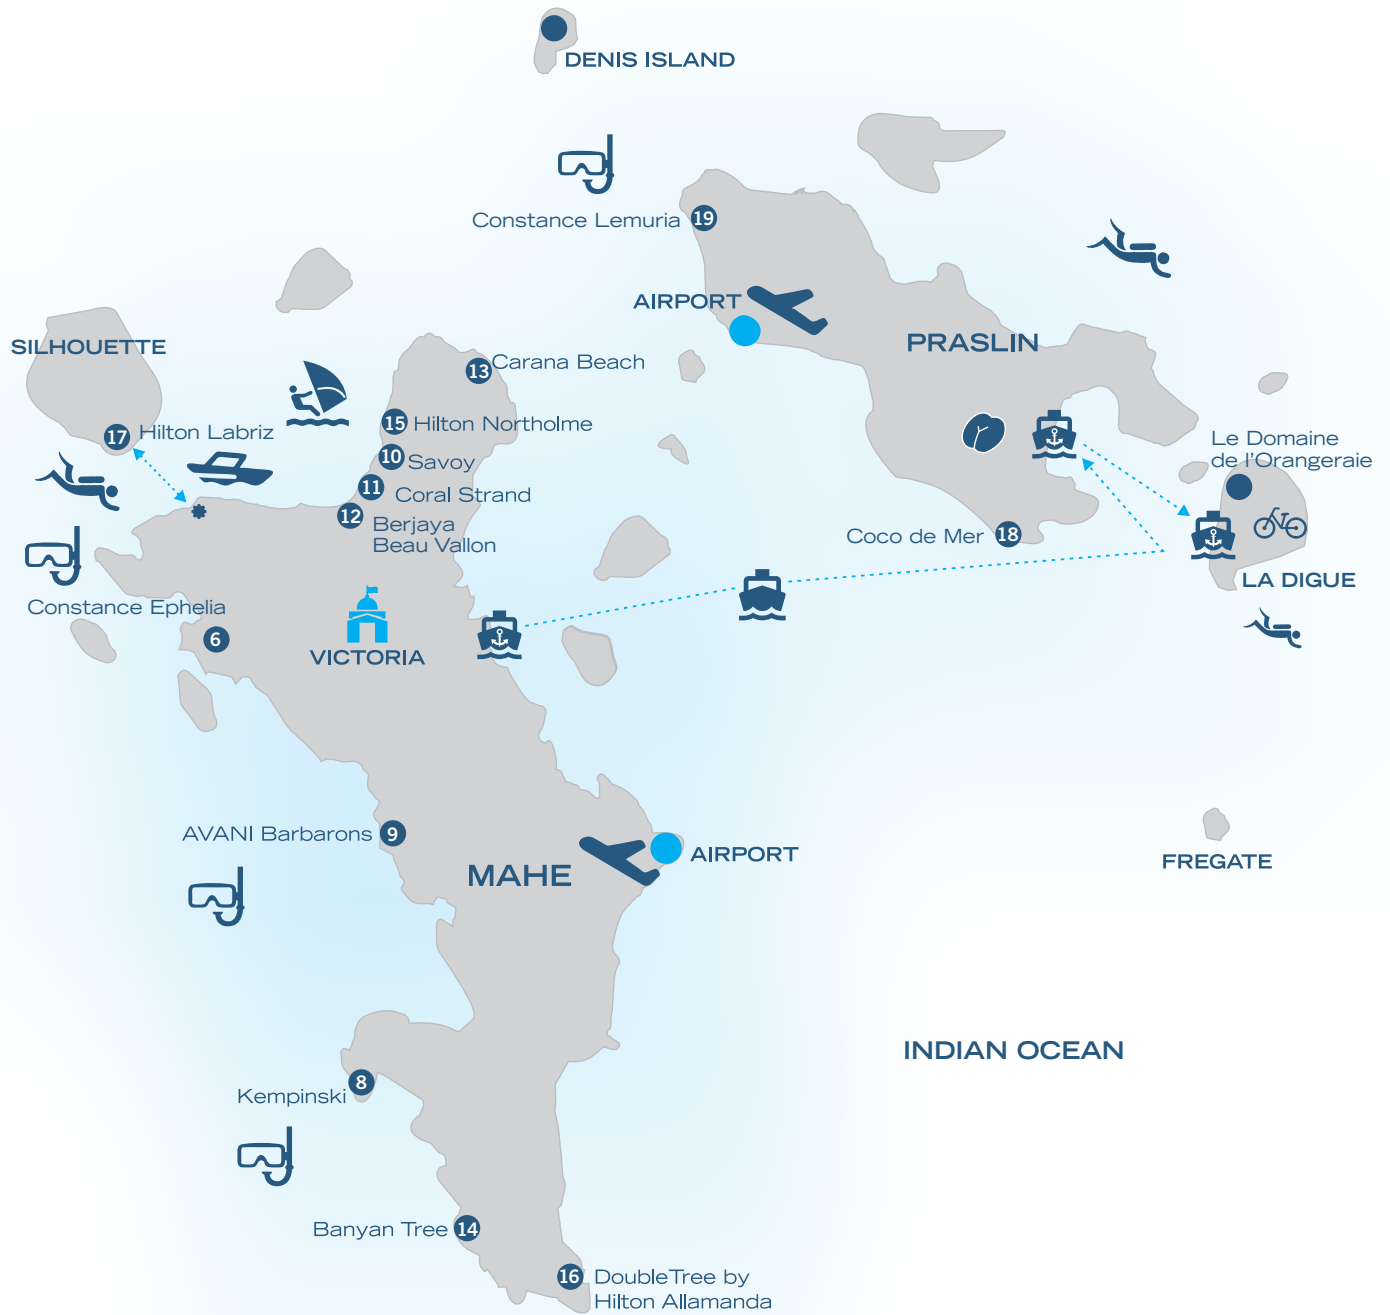 DENIS ISLAND
Constance Lemuria 19
AIRPORT
PRASLIN
SILHOUETTE
13 Carana Beach
15 Hilton Northolme
17 Hilton Labriz
10 Savoy
11 Coral Strand
12 Berjaya
Beau Vallon
Le Domaine
de l'Orangeraie
Coco de Mer 18
LA DIGUE
Constance Ephelia
6
VICTORIA
AVANI Barbarons 9
MAHE
AIRPORT
FREGATE
INDIAN OCEAN
8
Kempinski
Banyan Tree 14
16 DoubleTree by
Hilton Allamanda